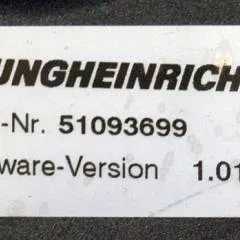 UNGHEINRICH
-Nr. 51093699
ware-Version 1.01